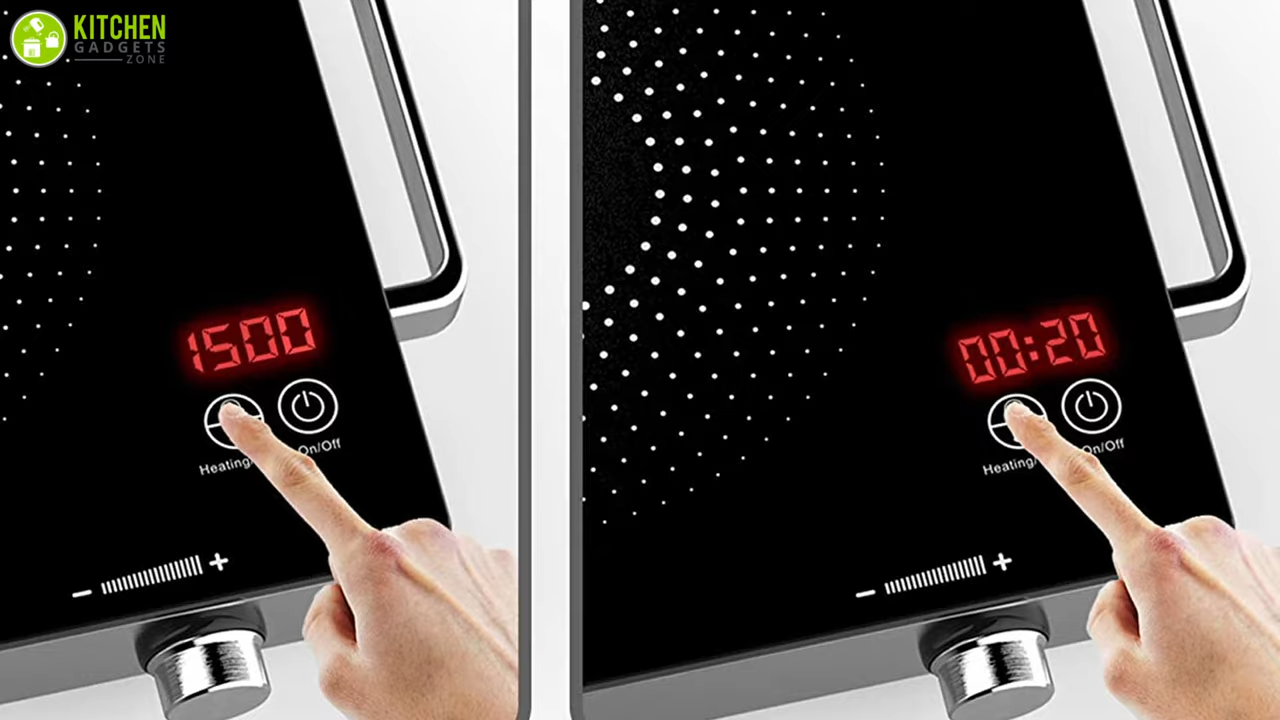 KITCHEN
GADGETS
ZONE
1500
Heating
On/Off
− +
00:20
Heating/
On/Off
− +